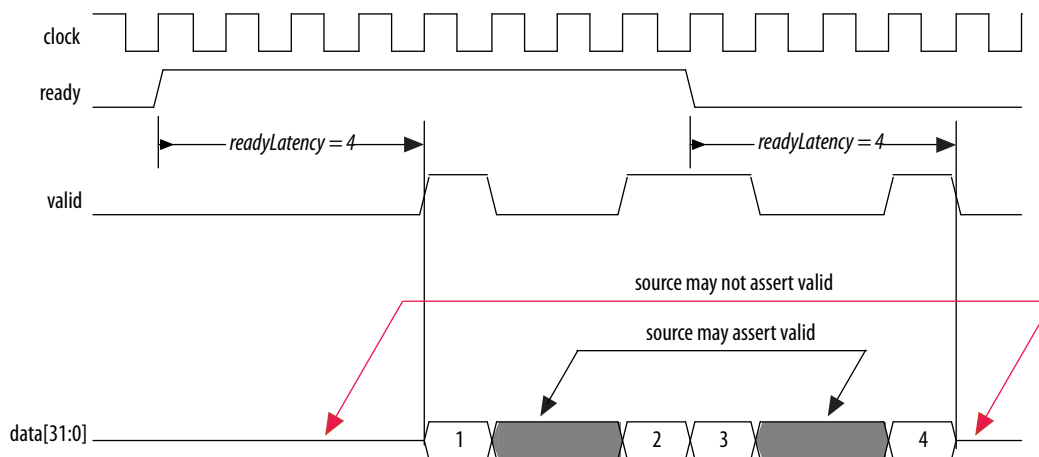 clock
ready
readyLatency = 4
readyLatency = 4
valid
source may not assert valid
source may assert valid
data[31:0]
1
2
3
4